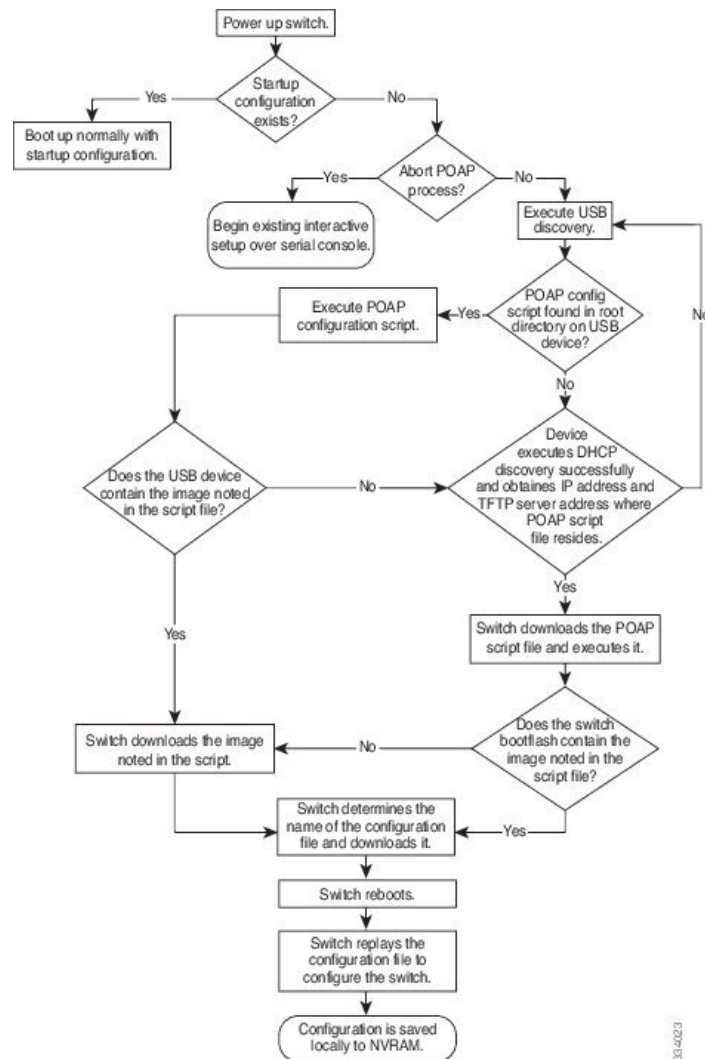 Power up switch.
Startup
configuration
exists?
Yes
No
Boot up normally with
startup configuration.
Abort POAP
process?
Yes
No
Begin existing interactive
setup over serial console.
Execute USB
discovery.
POAP config
script found in root
directory on USB
device?
Yes
No
No
Execute POAP
configuration script.
Device
executes DHCP
discovery successfully
and obtaines IP address and
TFTP server address where
POAP script
file resides.
Does the USB device
contain the image noted
in the script file?
No
Yes
Yes
Switch downloads the POAP
script file and executes it.
Does the switch
bootflash contain the
image noted in the
script file?
No
Yes
Switch downloads the image
noted in the script.
Switch determines the
name of the configuration
file and downloads it.
Switch reboots.
Switch replays the
configuration file to
configure the switch.
Configuration is saved
locally to NVRAM.
334023